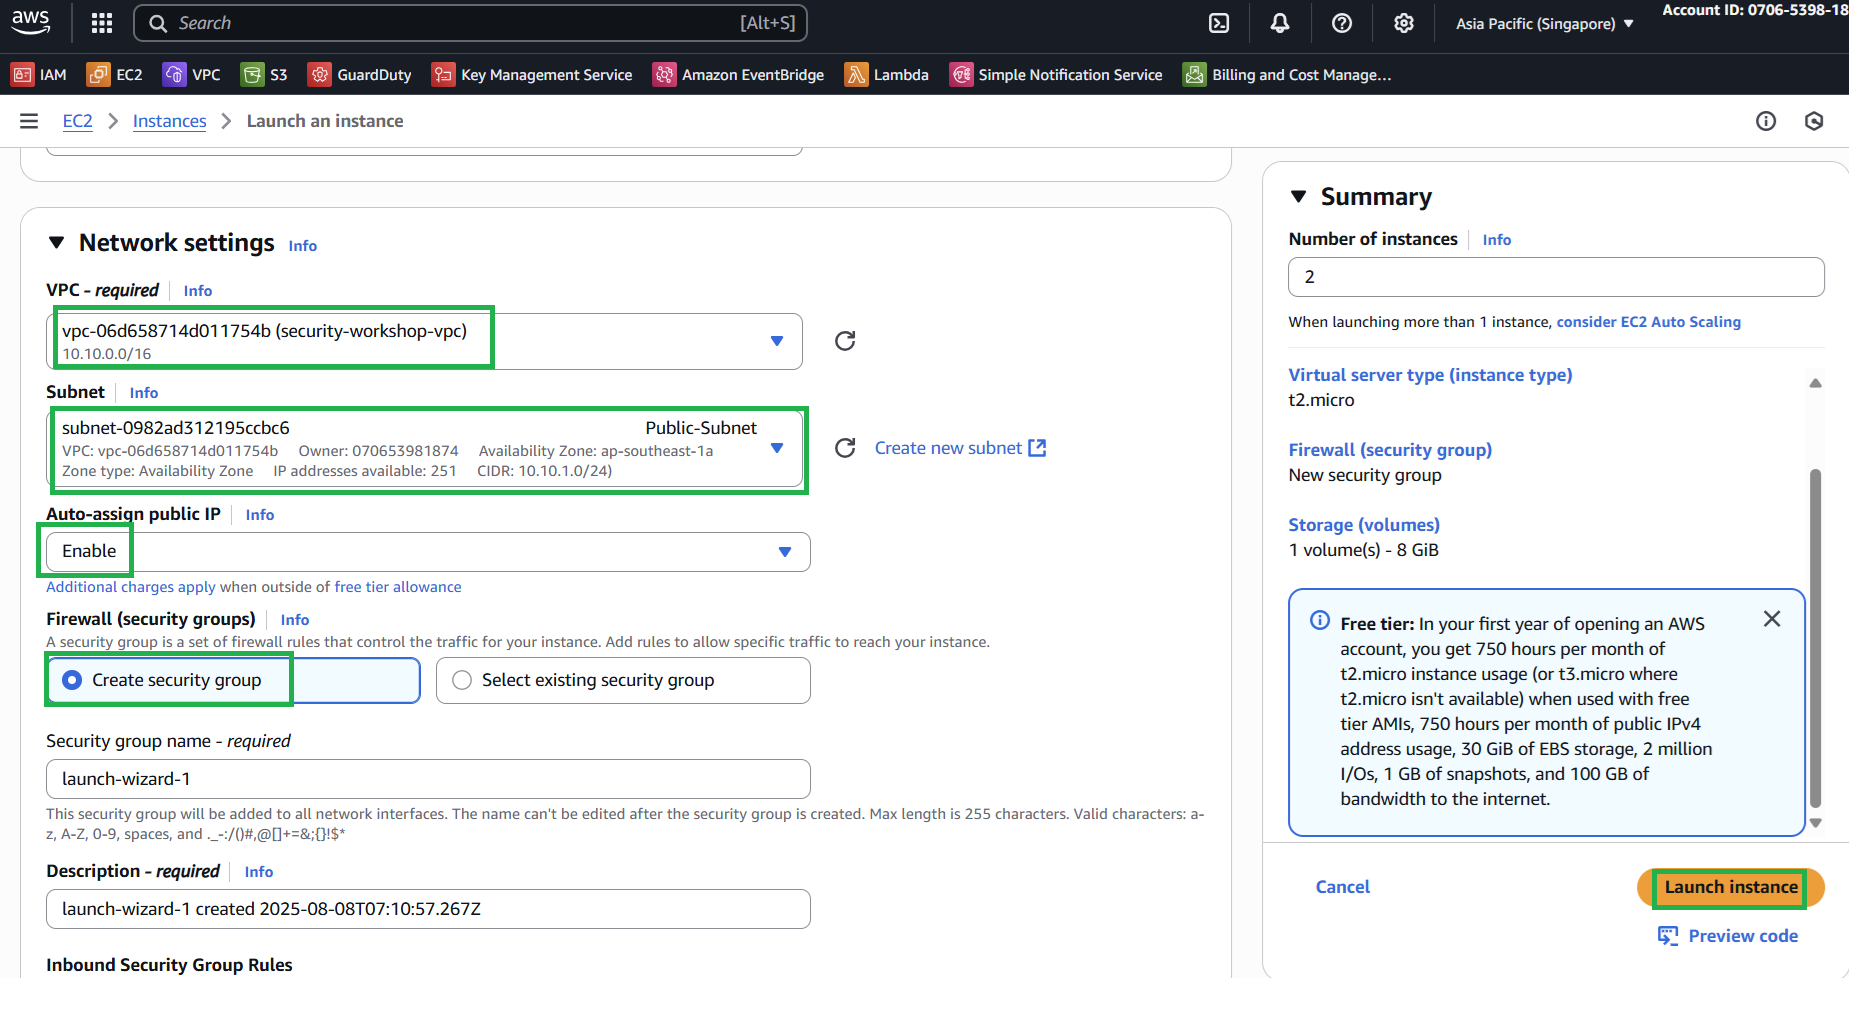 aws
Search
[Alt+S]
Asia Pacific (Singapore)
Account ID: 0706-5398-18
IAM
EC2
VPC
S3
GuardDuty
Key Management Service
Amazon EventBridge
Lambda
Simple Notification Service
Billing and Cost Manage...
EC2 > Instances > Launch an instance
Network settings Info
VPC - required Info
vpc-06d658714d011754b (security-workshop-vpc)
10.10.0.0/16
Subnet Info
subnet-0982ad312195ccbc6 Public-Subnet
VPC: vpc-06d658714d011754b Owner: 070653981874 Availability Zone: ap-southeast-1a
Zone type: Availability Zone IP addresses available: 251 CIDR: 10.10.1.0/24)
Create new subnet
Auto-assign public IP Info
Enable
Additional charges apply when outside of free tier allowance
Firewall (security groups) Info
A security group is a set of firewall rules that control the traffic for your instance. Add rules to allow specific traffic to reach your instance.
Create security group
Select existing security group
Security group name - required
launch-wizard-1
This security group will be added to all network interfaces. The name can't be edited after the security group is created. Max length is 255 characters. Valid characters: a-
z, A-Z, 0-9, spaces, and ._-:/()#,@[]+=&;{}!$*
Description - required Info
launch-wizard-1 created 2025-08-08T07:10:57.267Z
Inbound Security Group Rules
Summary
Number of instances Info
2
When launching more than 1 instance, consider EC2 Auto Scaling
Virtual server type (instance type)
t2.micro
Firewall (security group)
New security group
Storage (volumes)
1 volume(s) - 8 GiB
Free tier: In your first year of opening an AWS
account, you get 750 hours per month of
t2.micro instance usage (or t3.micro where
t2.micro isn't available) when used with free
tier AMIs, 750 hours per month of public IPv4
address usage, 30 GiB of EBS storage, 2 million
I/Os, 1 GB of snapshots, and 100 GB of
bandwidth to the internet.
Cancel
Launch instance
Preview code